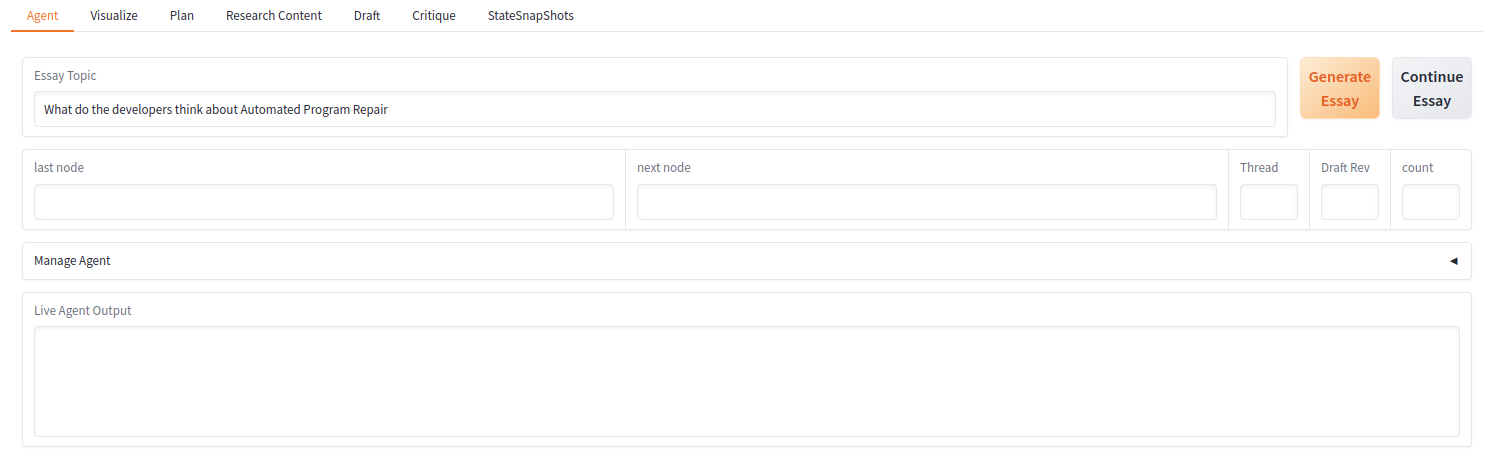 Agent Visualize Plan Research Content Draft Critique StateSnapShots
Essay Topic
What do the developers think about Automated Program Repair
Generate
Essay
Continue
Essay
last node next node Thread Draft Rev count
Manage Agent
Live Agent Output